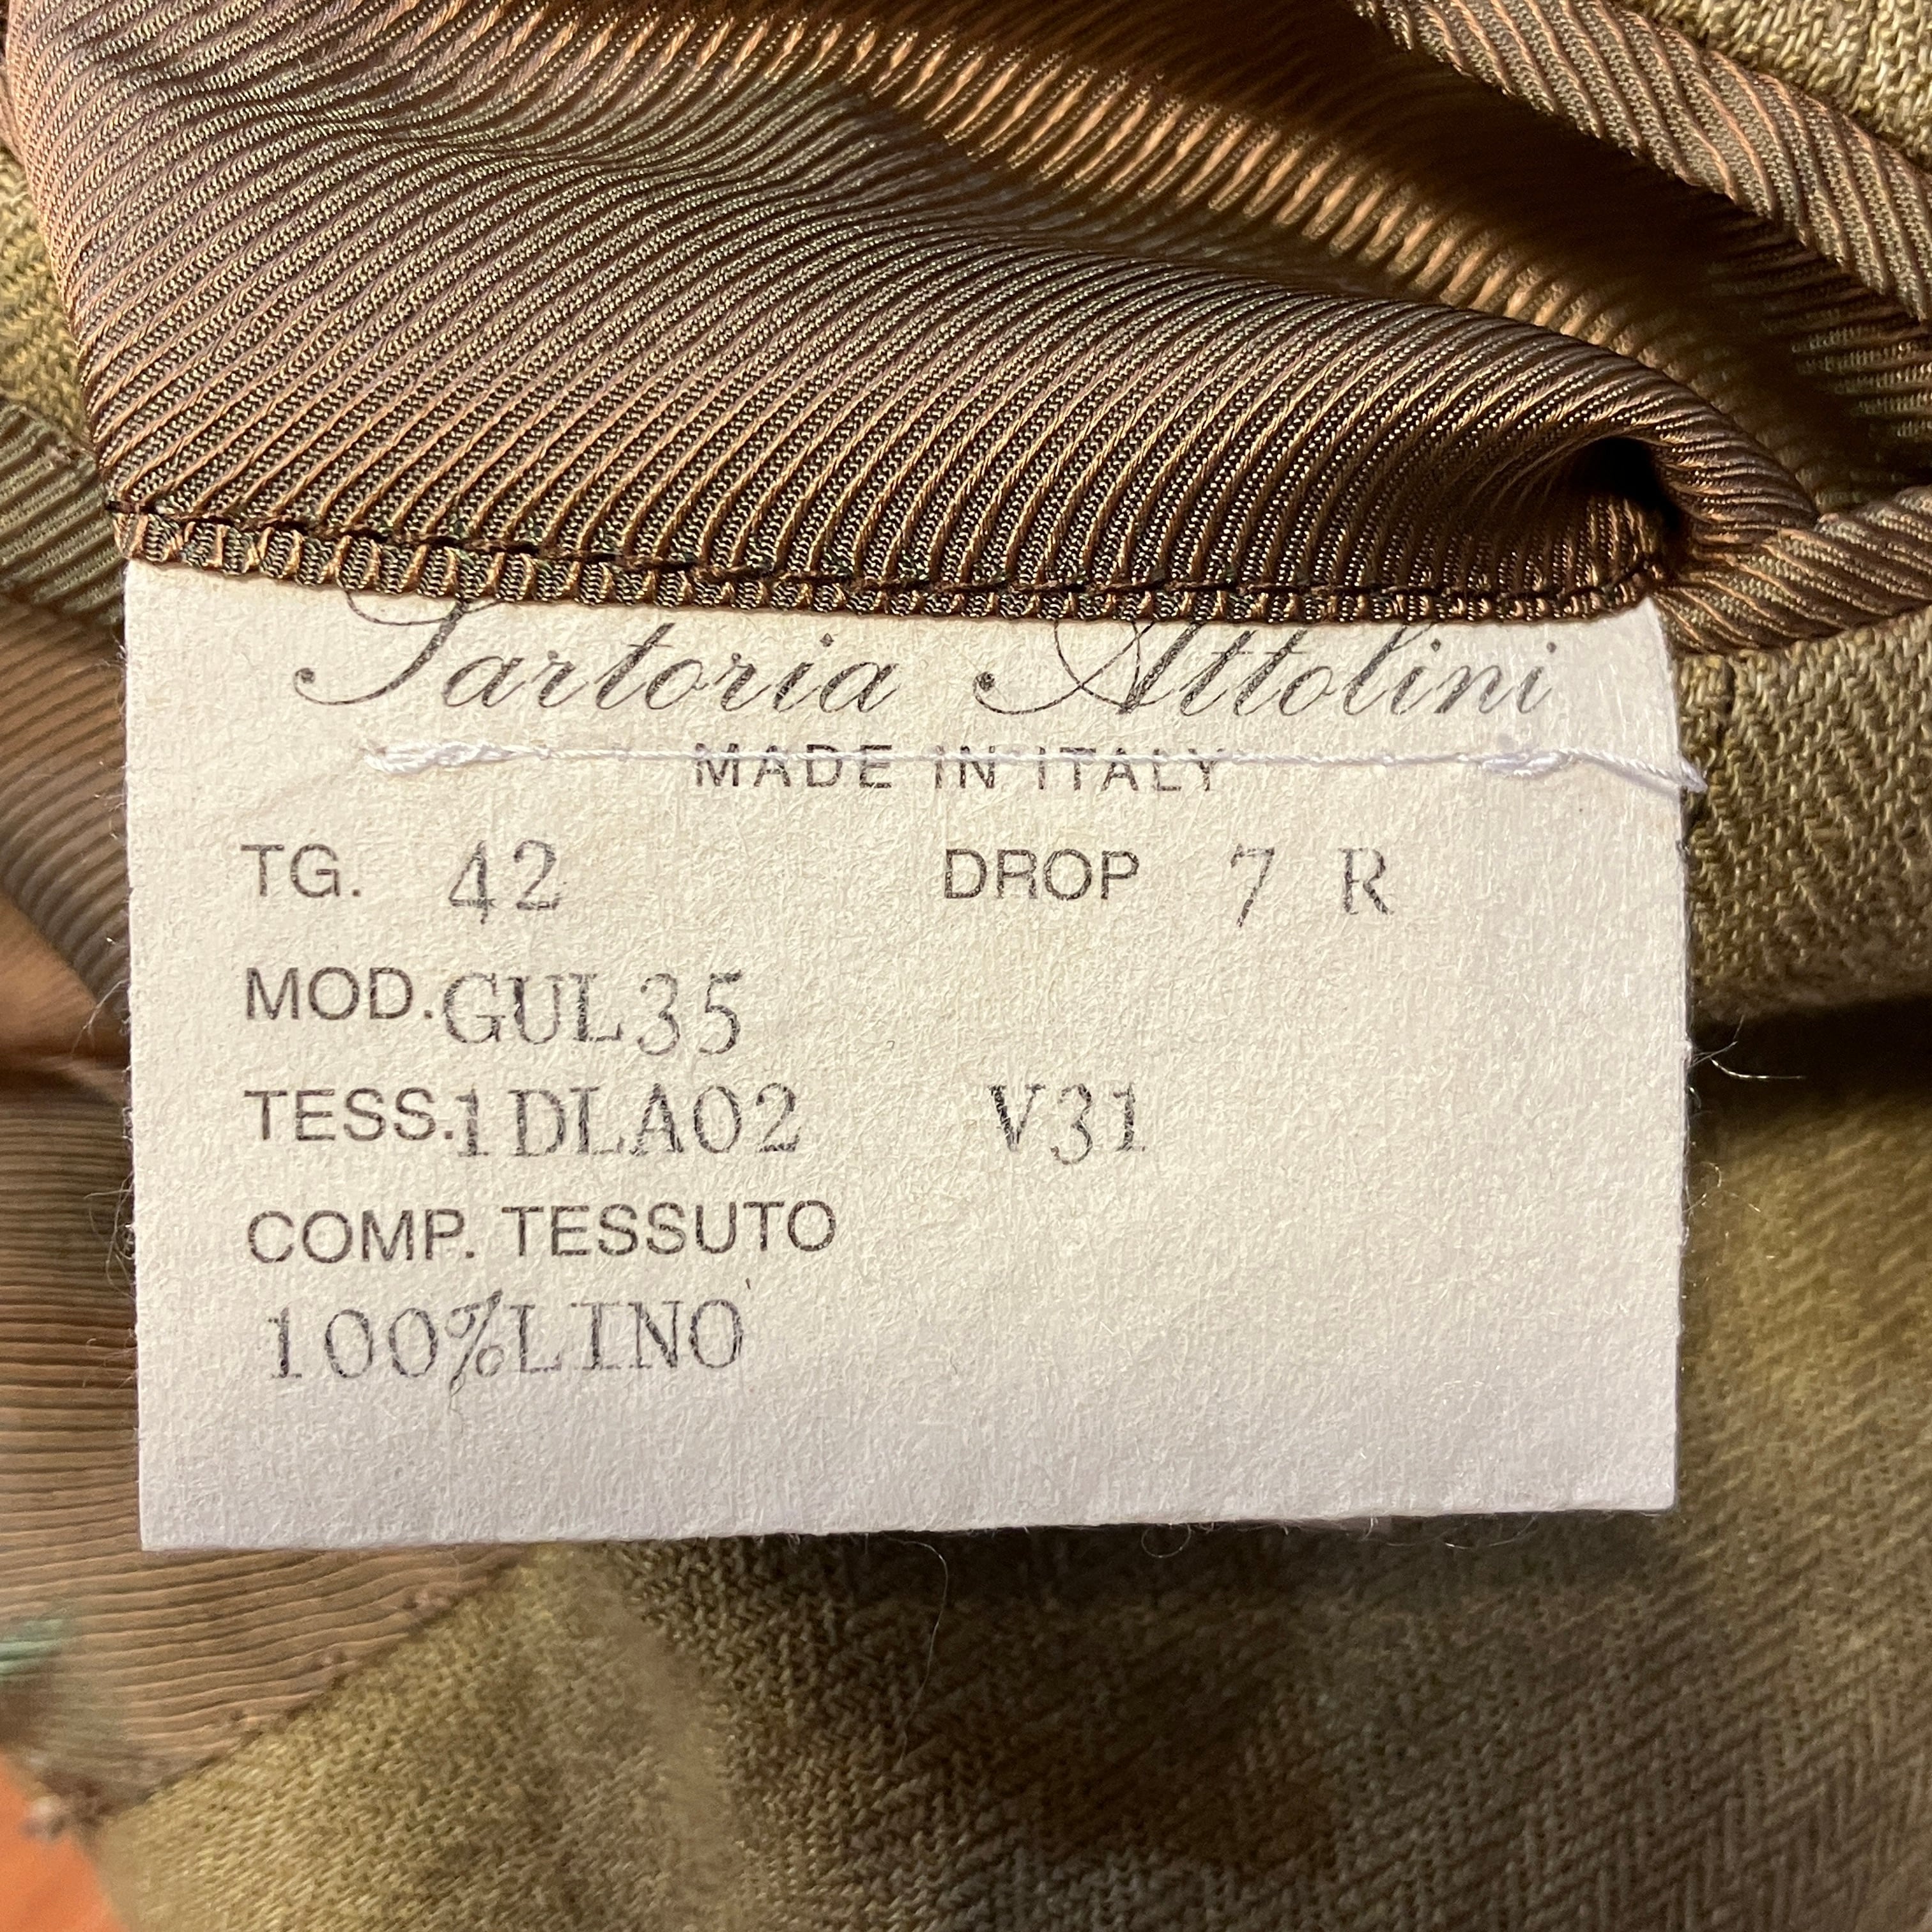 Sartoria Attolini
MADE IN ITALY
TG. 42 DROP 7 R
MOD. GUL35
TESS. 1DLA02 V31
COMP. TESSUTO
100%LINO